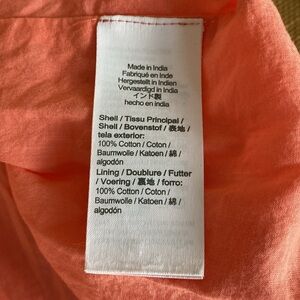 Made in India
Fabriqué en Inde
Hergestellt in Indien
Vervaardigd in India
インド製
hecho en india
Shell / Tissu Principal /
Shell / Bovenstof / 表地 /
tela exterior:
100% Cotton / Coton /
Baumwolle / Katoen / 綿 /
algodón
Lining / Doublure / Futter
/ Voering / 裏地 / forro:
100% Cotton / Coton /
Baumwolle / Katoen / 綿 /
algodón